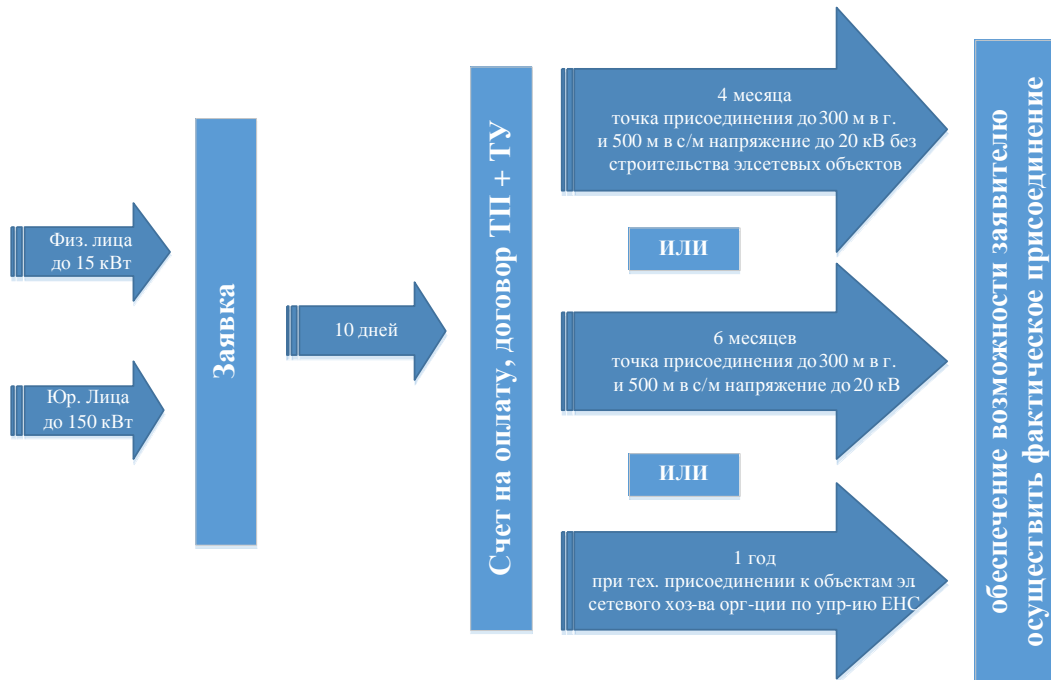 Физ. лица
до 15 кВт
Юр. Лица
до 150 кВт
Заявка
10 дней
Счет на оплату, договор ТП + ТУ
4 месяца
точка присоединения до 300 м в г.
и 500 м в с/м напряжение до 20 кВ без
строительства эл.сетевых объектов
ИЛИ
6 месяцев
точка присоединения до 300 м в г.
и 500 м в с/м напряжение до 20 кВ
ИЛИ
1 год
при тех. присоединении к объектам эл
сетевого хоз-ва орг-ции по упр-ию ЕНС
обеспечение возможности заявителю
осуществить фактическое присоединение